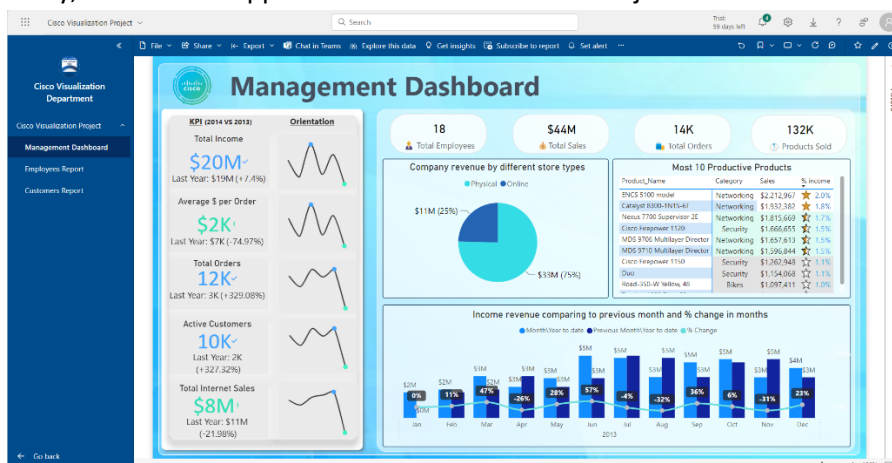 Cisco Visualization Project
Search
Trial:
59 days left
File
Share
Export
Chat in Teams
Explore this data
Get insights
Subscribe to report
Set alert
Cisco Visualization
Department
Cisco Visualization Project
Management Dashboard
Employees Report
Customers Report
Go back
CISCO
Management Dashboard
KPI (2014 VS 2013)
Orientation
Total Income
$20M
Last Year: $19M (+7.4%)
Average $ per Order
$2K
Last Year: $7K (-74.97%)
Total Orders
12K
Last Year: 3K (+329.08%)
Active Customers
10K
Last Year: 2K
(+327.32%)
Total Internet Sales
$8M
Last Year: $11M
(-21.98%)
18
Total Employees
$44M
Total Sales
14K
Total Orders
132K
Products Sold
Company revenue by different store types
Physical Online
$11M (25%)
$33M (75%)
Most 10 Productive Products
Product_Name Category Sales % income
ENCS 5100 model Networking $2,212,967 2.0%
Catalyst 8300-1N1S-6T Networking $1,932,382 1.8%
Nexus 7700 Supervisor 2E Networking $1,815,669 1.7%
Cisco Firepower 1120 Security $1,666,655 1.5%
MDS 9706 Multilayer Director Networking $1,657,613 1.5%
MDS 9710 Multilayer Director Networking $1,596,844 1.5%
Cisco Firepower 1150 Security $1,262,948 1.1%
Duo Security $1,154,068 1.1%
Road-350-W Yellow, 48 Bikes $1,097,411 1.0%
Income revenue comparing to previous month and % change in months
Month\Year to date Previous Month\Year to date % Change
$2M $2M $3M $2M $3M $3M $3M $3M $5M $5M $5M $3M $5M $5M $5M $3M $5M $4M $3M
$0M
0% 11% 47% -26% 28% 57% -4% -32% 36% 6% -31% 23%
Jan Feb Mar Apr May Jun Jul Aug Sep Oct Nov Dec
2013